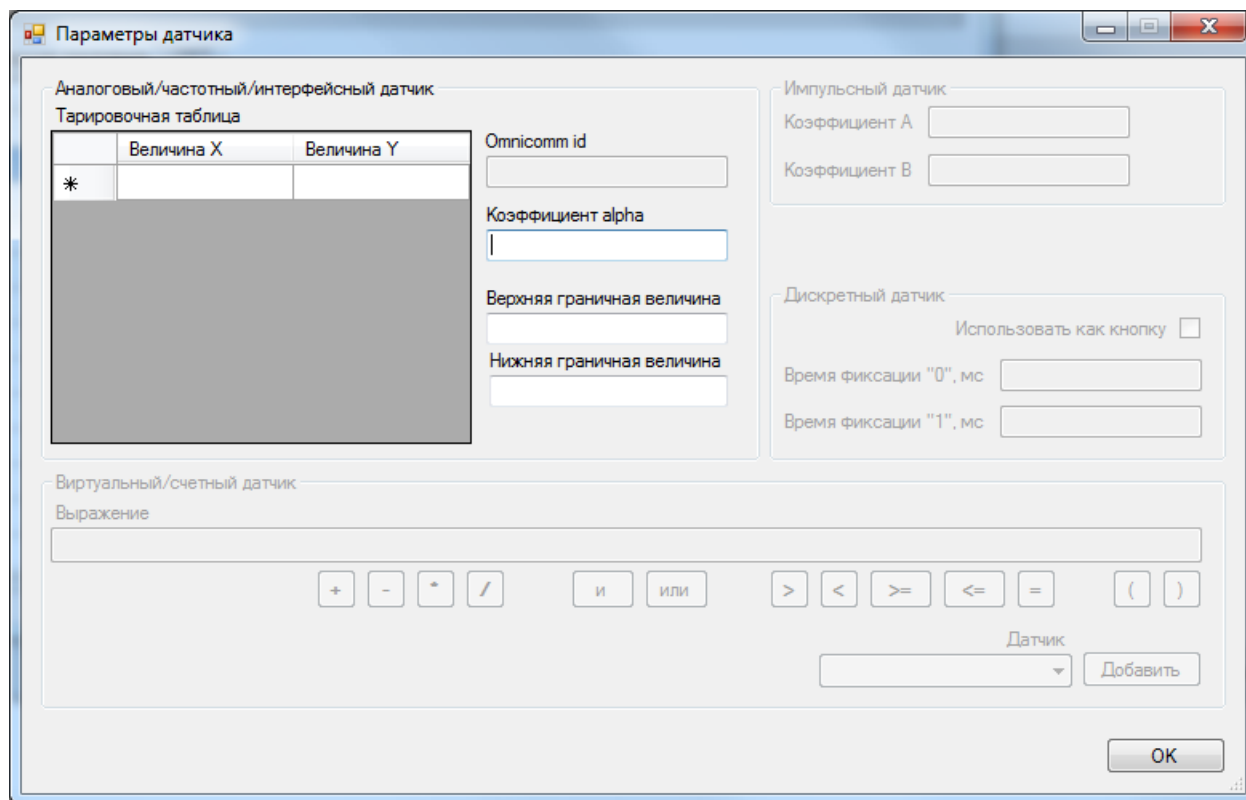 Параметры датчика
Аналоговый/частотный/интерфейсный датчик
Тарировочная таблица
Величина X Величина Y
Omnicomm id
Коэффициент alpha
Верхняя граничная величина
Нижняя граничная величина
Импульсный датчик
Коэффициент A
Коэффициент B
Дискретный датчик
Использовать как кнопку
Время фиксации "0", мс
Время фиксации "1", мс
Виртуальный/счетный датчик
Выражение
+ - * / и или > < >= <= = ( )
Датчик
Добавить
OK